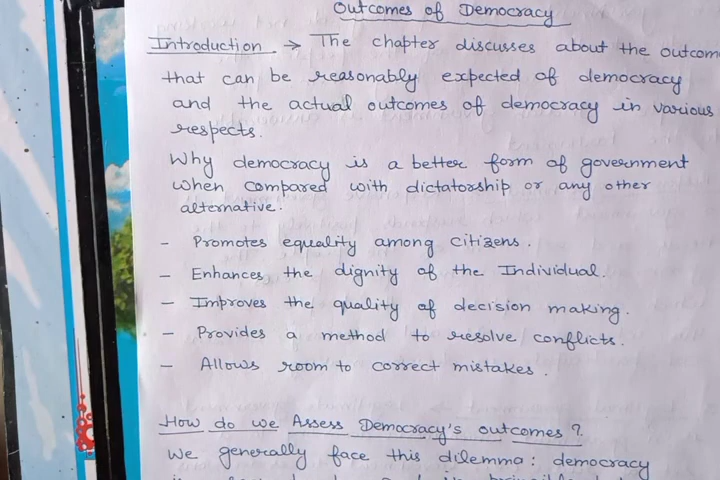 Outcomes of Democracy
Introduction → The chapter discusses about the outcom
that can be reasonably expected of democracy
and the actual outcomes of democracy in various
respects.
Why democracy is a better form of government
when compared with dictatorship or any other
alternative.
- Promotes equality among citizens.
- Enhances the dignity of the Individual.
- Improves the quality of decision making.
- Provides a method to resolve conflicts.
- Allows room to correct mistakes.
How do we Assess Democracy's outcomes ?
We generally face this dilemma : democracy